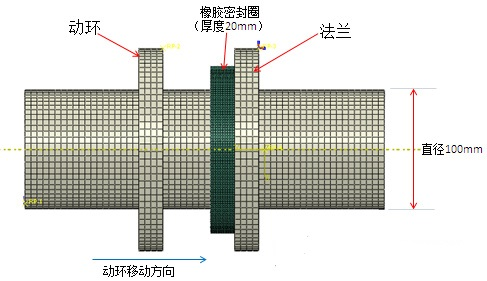 橡胶密封圈
动环
（厚度20mm）
法兰
直径100mm
动环移动方向